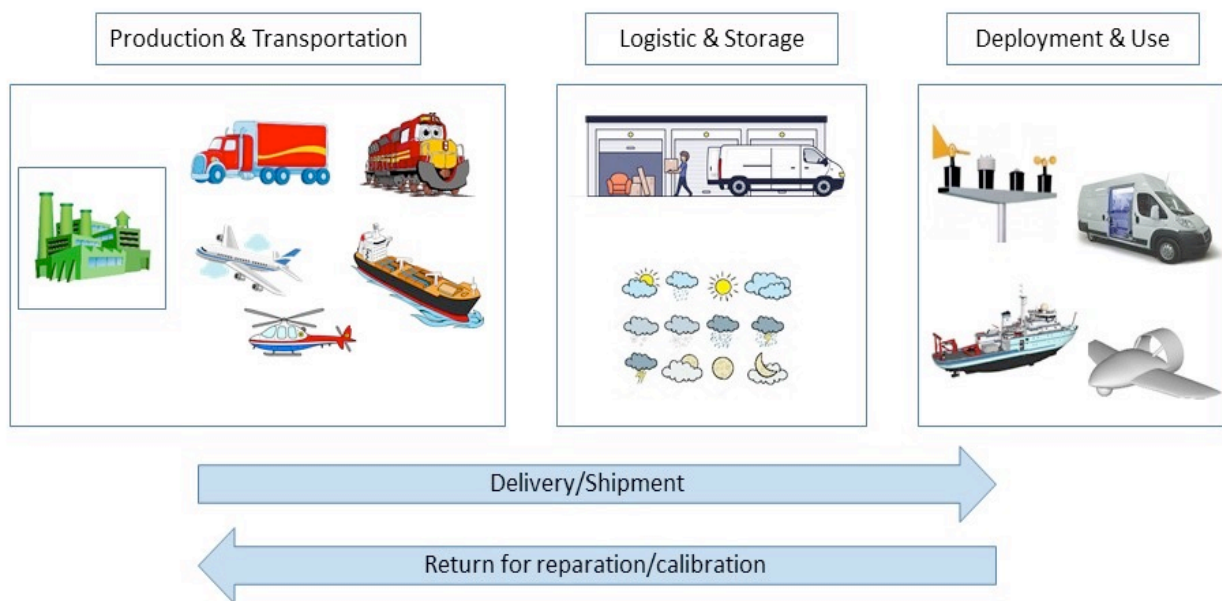 Production & Transportation
Logistic & Storage
Deployment & Use
Delivery/Shipment
Return for reparation/calibration